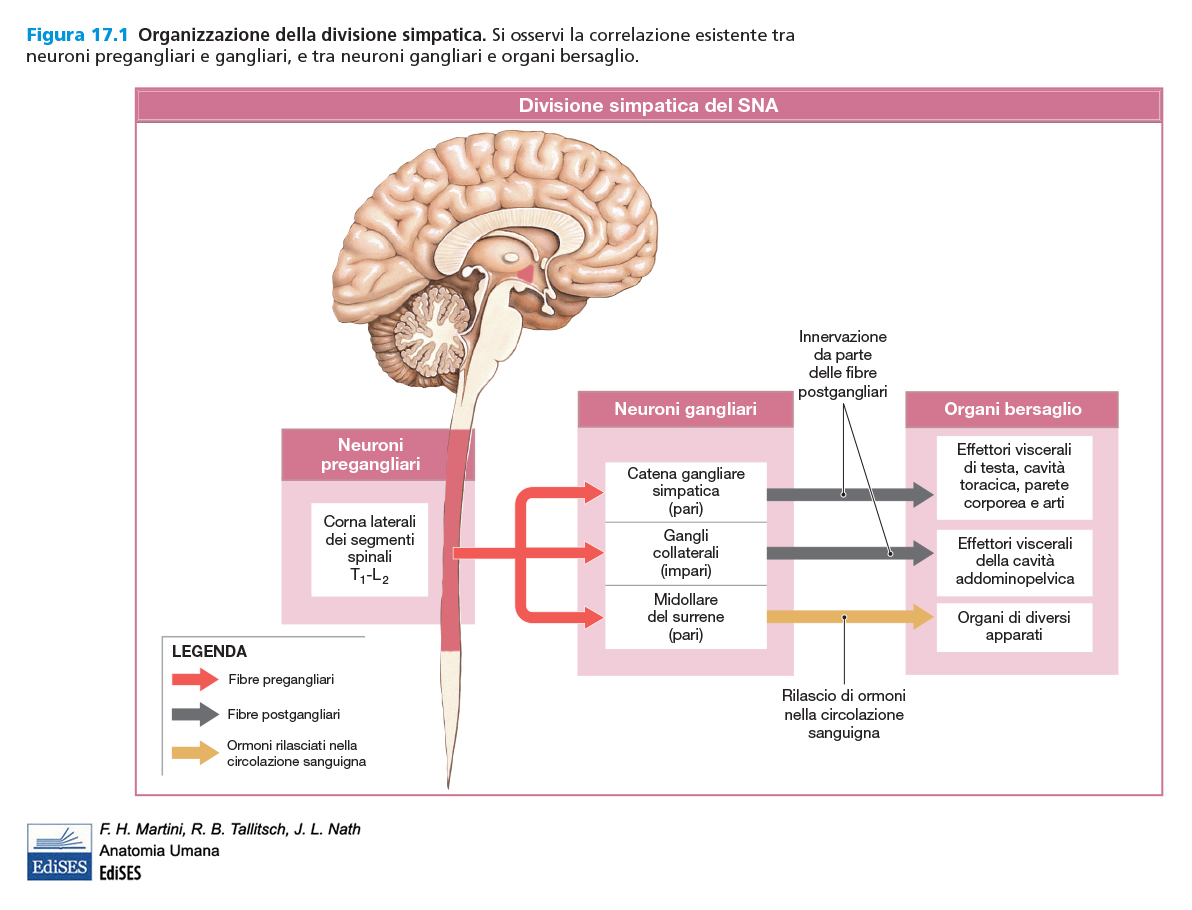 Figura 17.1 Organizzazione della divisione simpatica. Si osservi la correlazione esistente tra
neuroni pregangliari e gangliari, e tra neuroni gangliari e organi bersaglio.
Divisione simpatica del SNA
Innervazione
da parte
delle fibre
postgangliari
Neuroni
pregangliari
Corna laterali
dei segmenti
spinali
T1-L2
Neuroni gangliari
Catena gangliare
simpatica
(pari)
Gangli
collaterali
(impari)
Midollare
del surrene
(pari)
Organi bersaglio
Effettori viscerali
di testa, cavità
toracica, parete
corporea e arti
Effettori viscerali
della cavità
addominopelvica
Organi di diversi
apparati
Rilascio di ormoni
nella circolazione
sanguigna
LEGENDA
Fibre pregangliari
Fibre postgangliari
Ormoni rilasciati nella
circolazione sanguigna
F. H. Martini, R. B. Tallitsch, J. L. Nath
Anatomia Umana
EdiSES
EdiSES